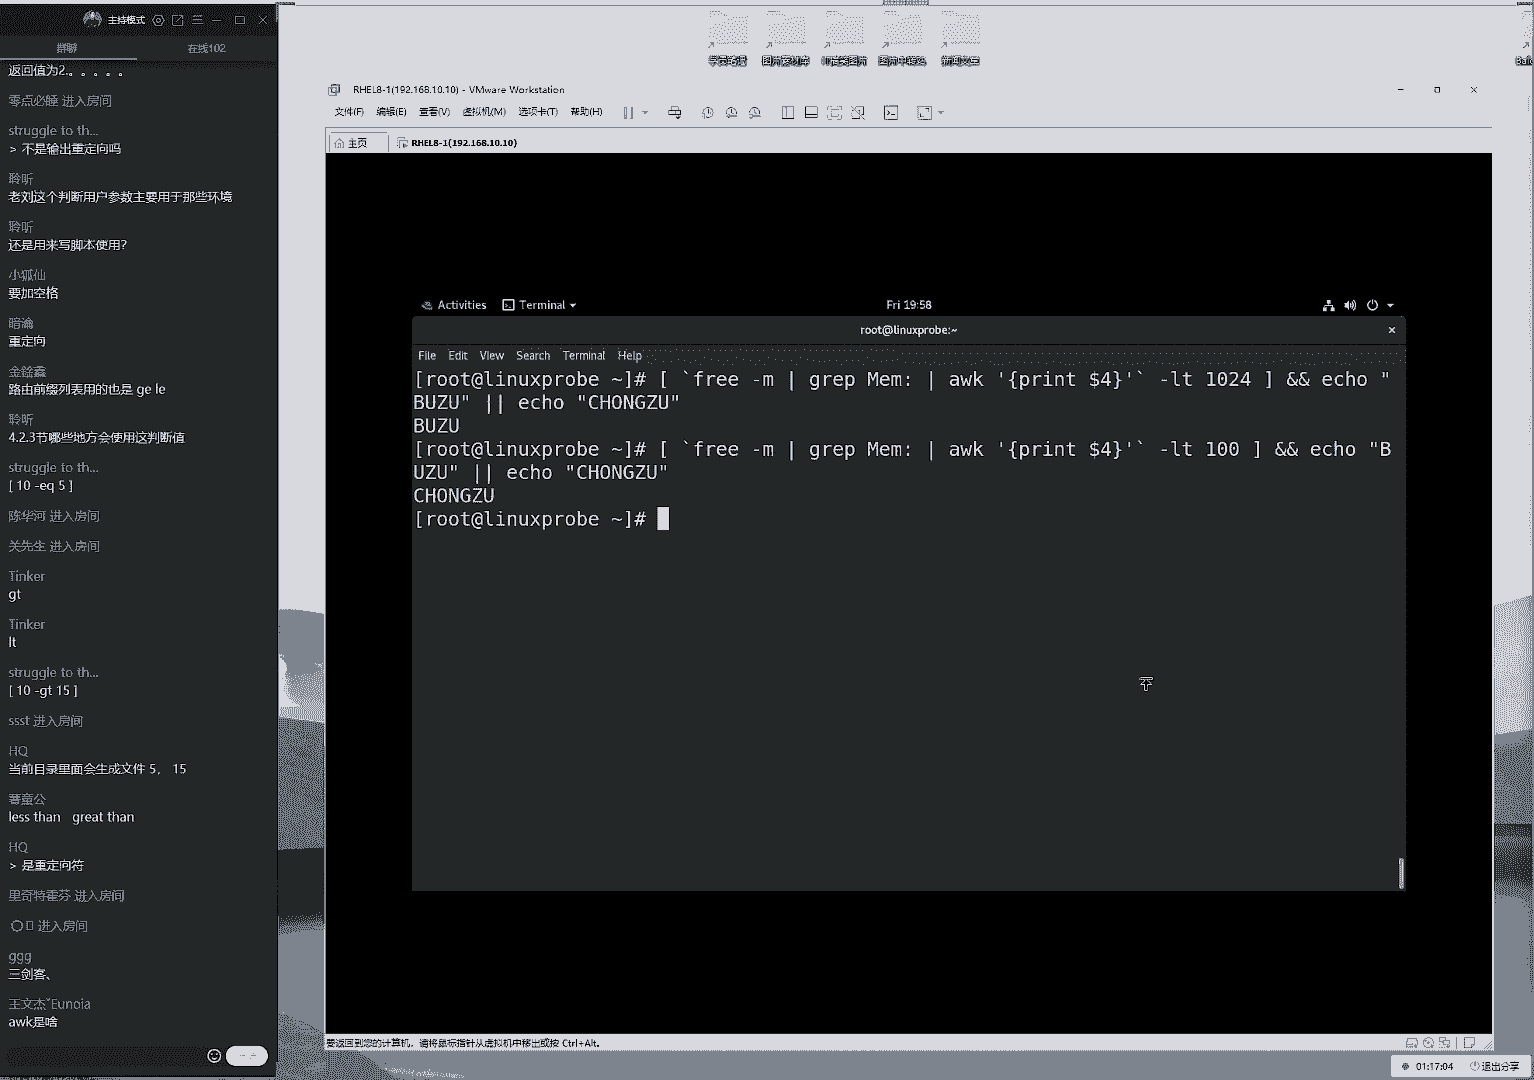 主持模式
群聊
在线102
返回值为2.。。。。。
零点必睡 进入房间
struggle to th...
> 不是输出重定向吗
聆听
老刘这个判断用户参数主要用于那些环境
聆听
还是用来写脚本使用?
小狐仙
要加空格
暗瀹
重定向
金銓鑫
路由前缀列表用的也是 ge le
聆听
4.2.3节哪些地方会使用这判断值
struggle to th...
[ 10 -eq 5 ]
陈华河 进入房间
关先生 进入房间
Tinker
gt
Tinker
lt
struggle to th...
[ 10 -gt 15 ]
ssst 进入房间
HQ
当前目录里面会生成文件 5， 15
less than   great than
HQ
> 是重定向符
里奇特霍芬 进入房间
进入房间
ggg
三剑客、
王文杰ˇEunoia
awk是啥
RHEL8-1(192.168.10.10) - VMware Workstation
文件(F) 编辑(E) 查看(V) 虚拟机(M) 选项卡(T) 帮助(H)
主页
RHEL8-1(192.168.10.10)
Activities
Terminal
Fri 19:58
root@linuxprobe:~
File Edit View Search Terminal Help
[root@linuxprobe ~]# [ `free -m | grep Mem: | awk '{print $4}'` -lt 1024 ] && echo "
BUZU" || echo "CHONGZU"
BUZU
[root@linuxprobe ~]# [ `free -m | grep Mem: | awk '{print $4}'` -lt 100 ] && echo "B
UZU" || echo "CHONGZU"
CHONGZU
[root@linuxprobe ~]#
要返回到您的计算机，请将鼠标指针从虚拟机中移出或按 Ctrl+Alt。
01:17:04
退出分享